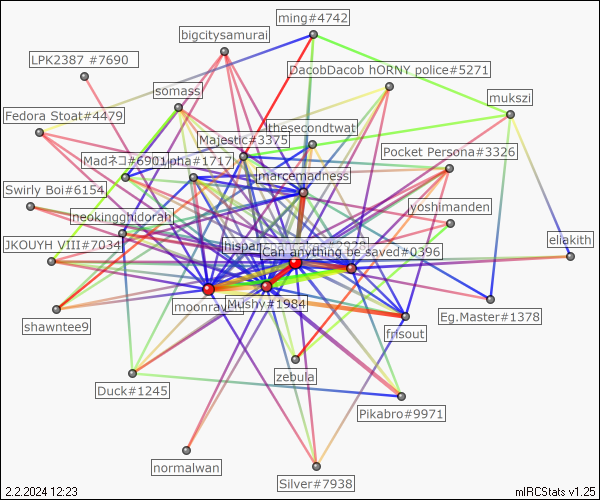 ming#4742
bigcitysamurai
LPK2387 #7690
DacobDacob hORNY police#5271
somass
mukszi
Fedora Stoat#4479
thesecondtwat
Majestic#3375
Pocket Persona#3326
Madネコ#6901
lpha#1717
marcemadness
Swirly Boi#6154
yoshimanden
neokingghidorah
eliakith
JKOUYH VIII#7034
Can anything be saved#0396
moonray
Mushy#1984
Eg.Master#1378
shawntee9
frisout
zebula
Duck#1245
Pikabro#9971
normalwan
Silver#7938
2.2.2024 12:23
mIRCStats v1.25